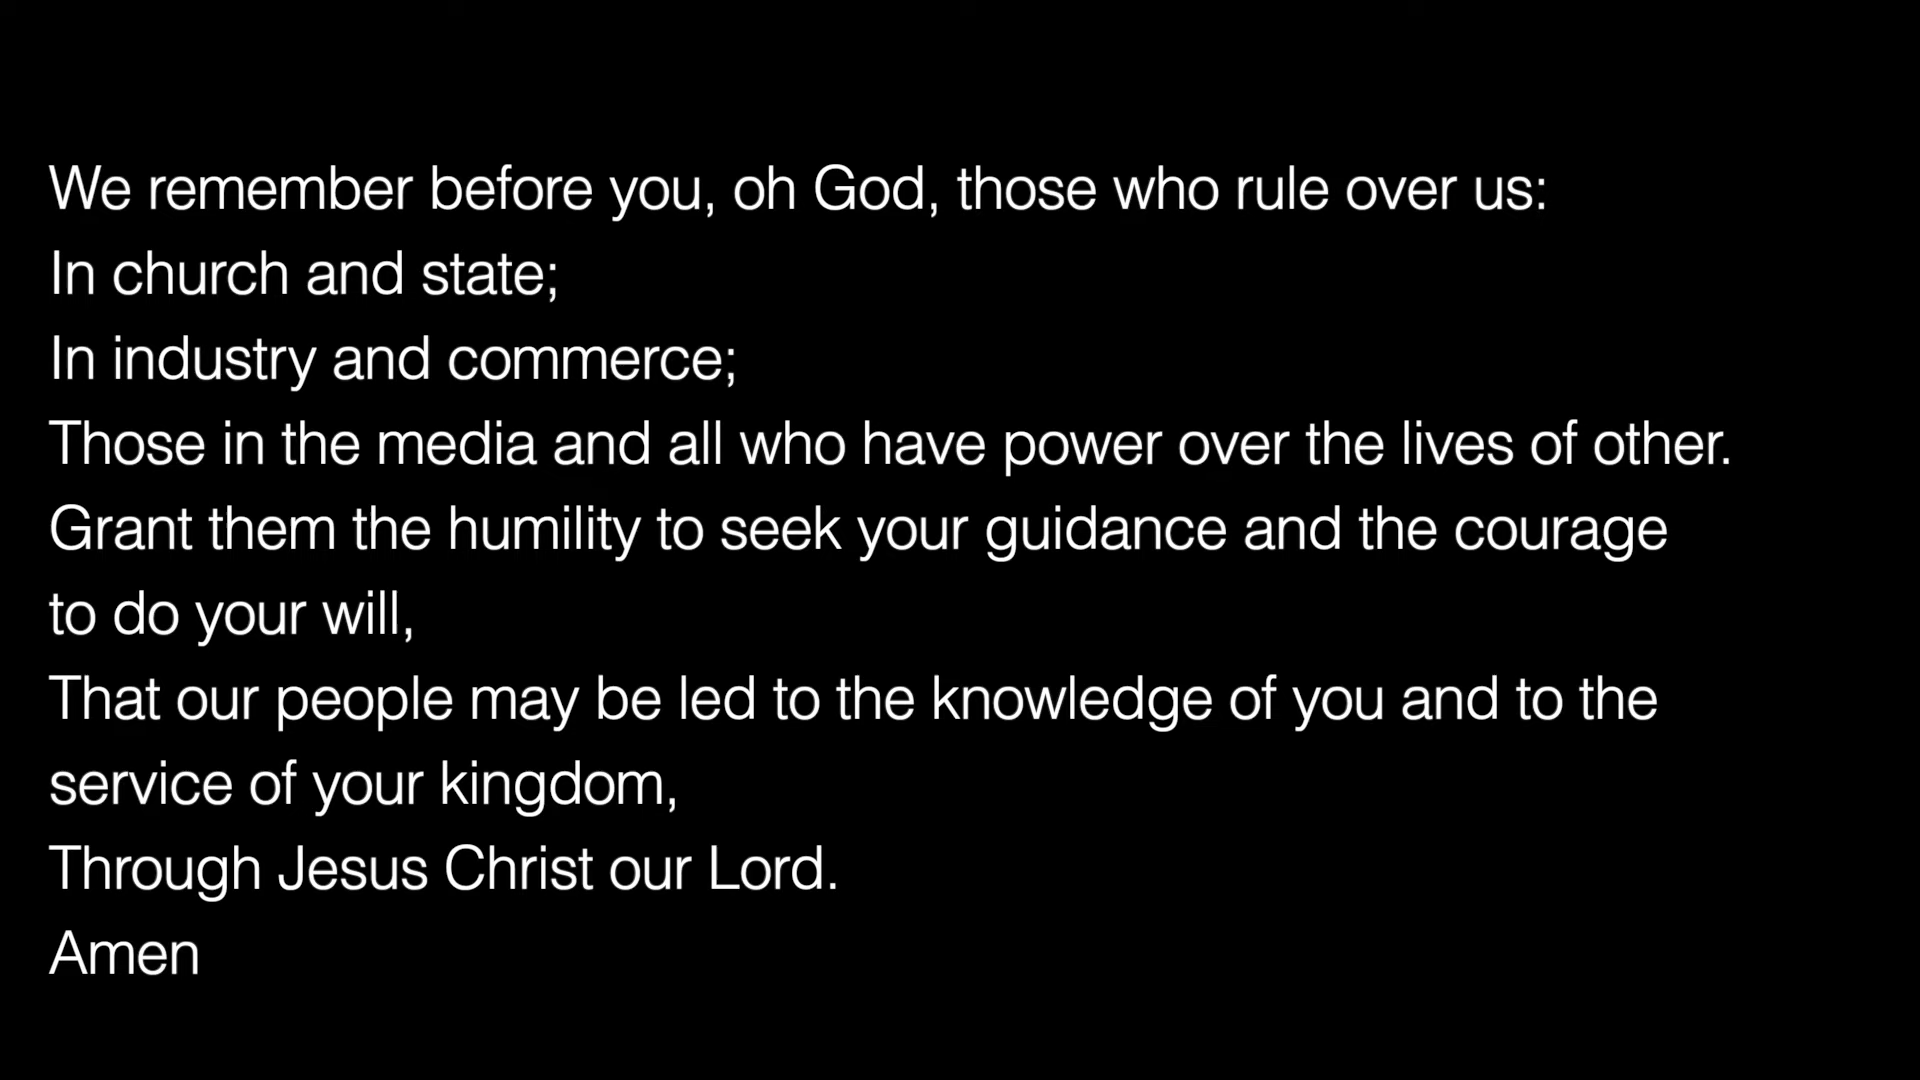 We remember before you, oh God, those who rule over us:
In church and state;
In industry and commerce;
Those in the media and all who have power over the lives of other.
Grant them the humility to seek your guidance and the courage
to do your will,
That our people may be led to the knowledge of you and to the
service of your kingdom,
Through Jesus Christ our Lord.
Amen